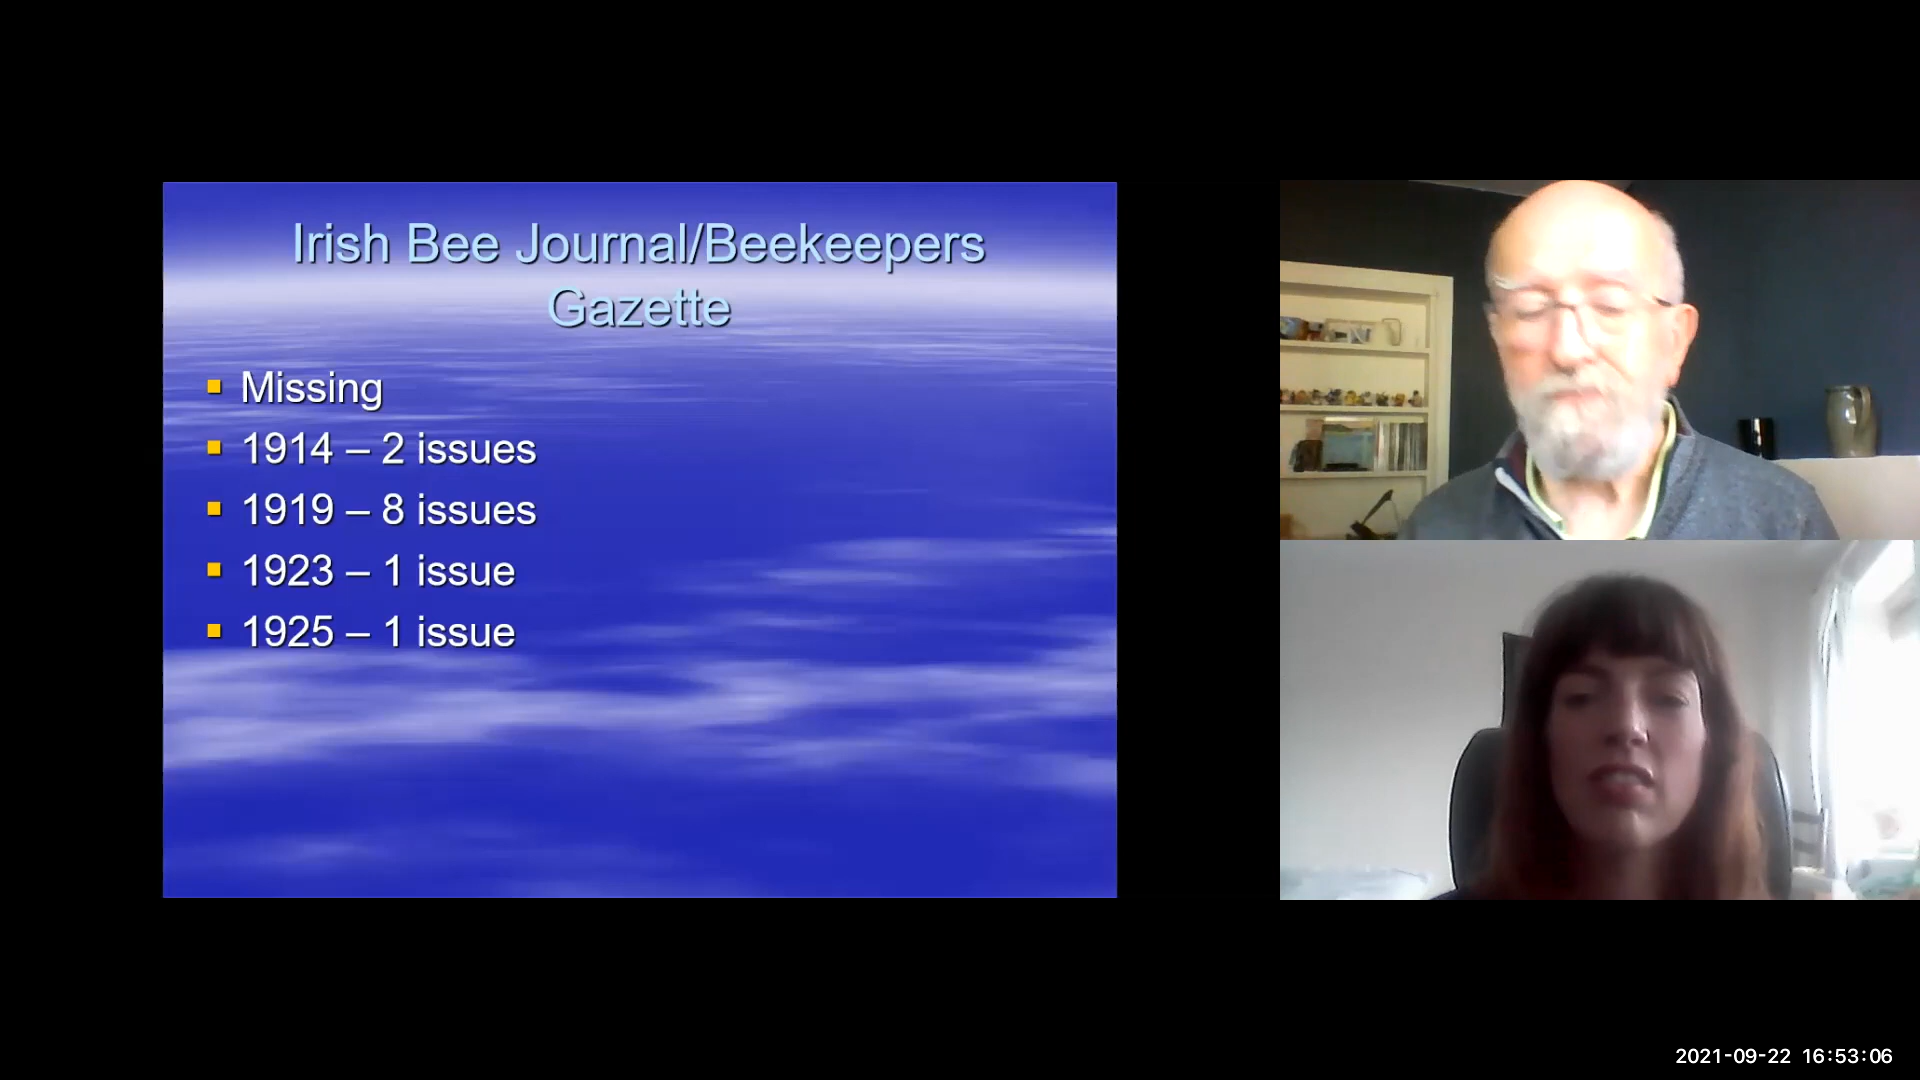 Irish Bee Journal/Beekeepers
Gazette
Missing
1914 – 2 issues
1919 – 8 issues
1923 – 1 issue
1925 – 1 issue
2021-09-22 16:53:06